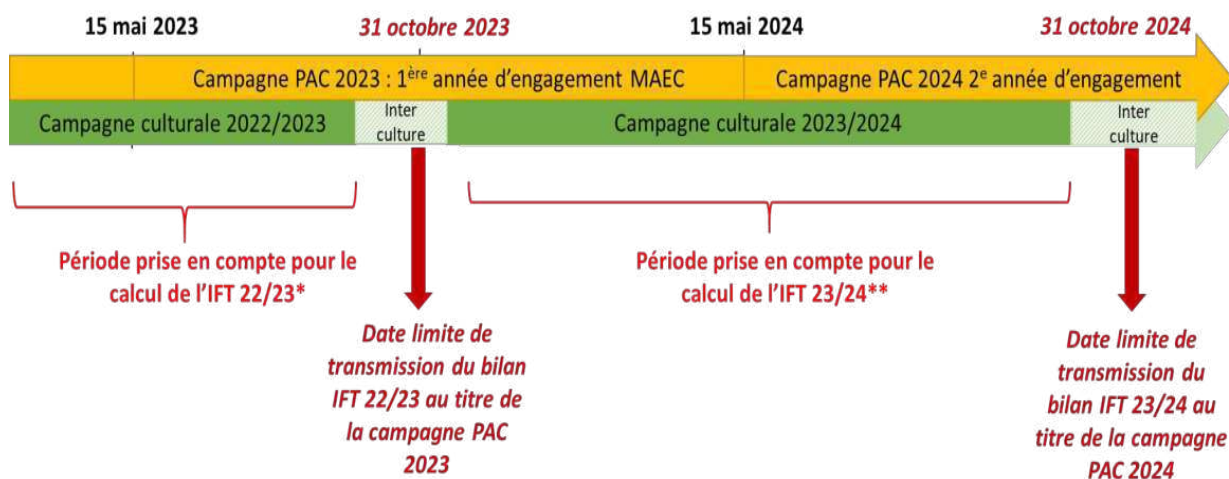 15 mai 2023
31 octobre 2023
15 mai 2024
31 octobre 2024
Campagne PAC 2023 : 1ère année d'engagement MAEC
Campagne PAC 2024 2e année d'engagement
Campagne culturale 2022/2023
Inter
culture
Campagne culturale 2023/2024
Inter
culture
Période prise en compte pour le
calcul de l'IFT 22/23*
Période prise en compte pour le
calcul de l'IFT 23/24**
Date limite de
transmission du bilan
IFT 22/23 au titre de
la campagne PAC
2023
Date limite de
transmission du
bilan IFT 23/24 au
titre de la campagne
PAC 2024